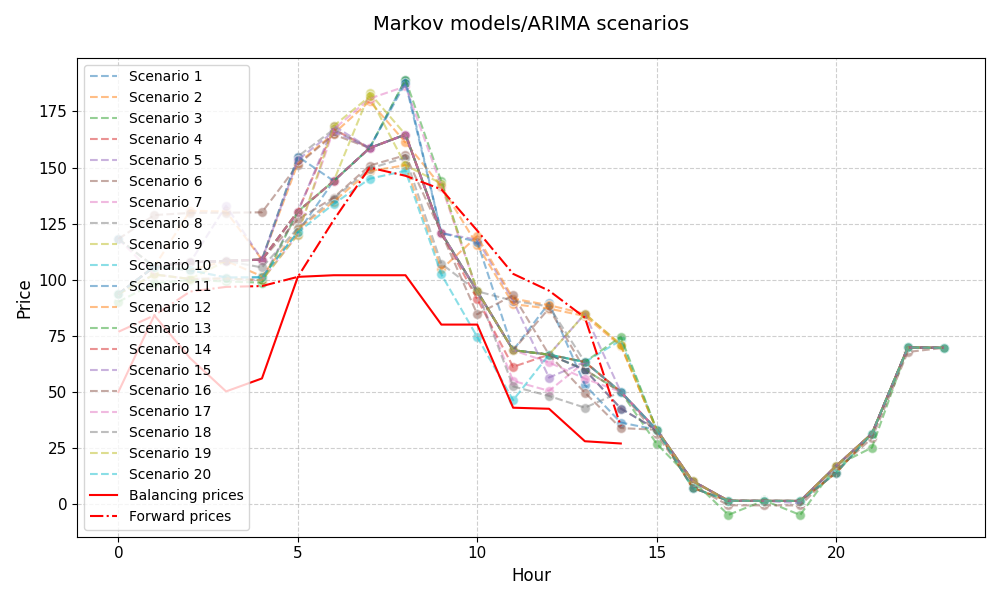 Markov models/ARIMA scenarios
Price
175
150
125
100
75
50
25
0
Scenario 1
Scenario 2
Scenario 3
Scenario 4
Scenario 5
Scenario 6
Scenario 7
Scenario 8
Scenario 9
Scenario 10
Scenario 11
Scenario 12
Scenario 13
Scenario 14
Scenario 15
Scenario 16
Scenario 17
Scenario 18
Scenario 19
Scenario 20
Balancing prices
Forward prices
0 5 10 15 20
Hour